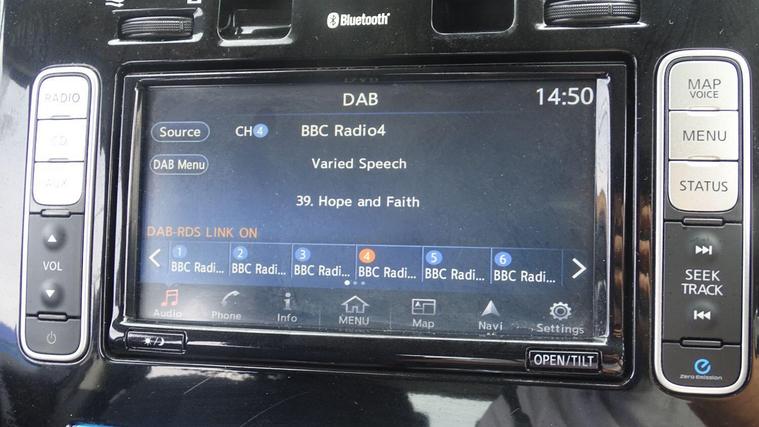 Bluetooth®
RADIO
CD
AUX
VOL
DAB
14:50
Source
CH 4
BBC Radio4
DAB Menu
Varied Speech
39. Hope and Faith
DAB-RDS LINK ON
1 2 3 4 5 6
BBC Radi... BBC Radi... BBC Radi... BBC Radi... BBC Radi... BBC Radi...
Audio Phone Info MENU Map Navi Settings
OPEN/TILT
MAP
VOICE
MENU
STATUS
SEEK
TRACK
Zero Emission